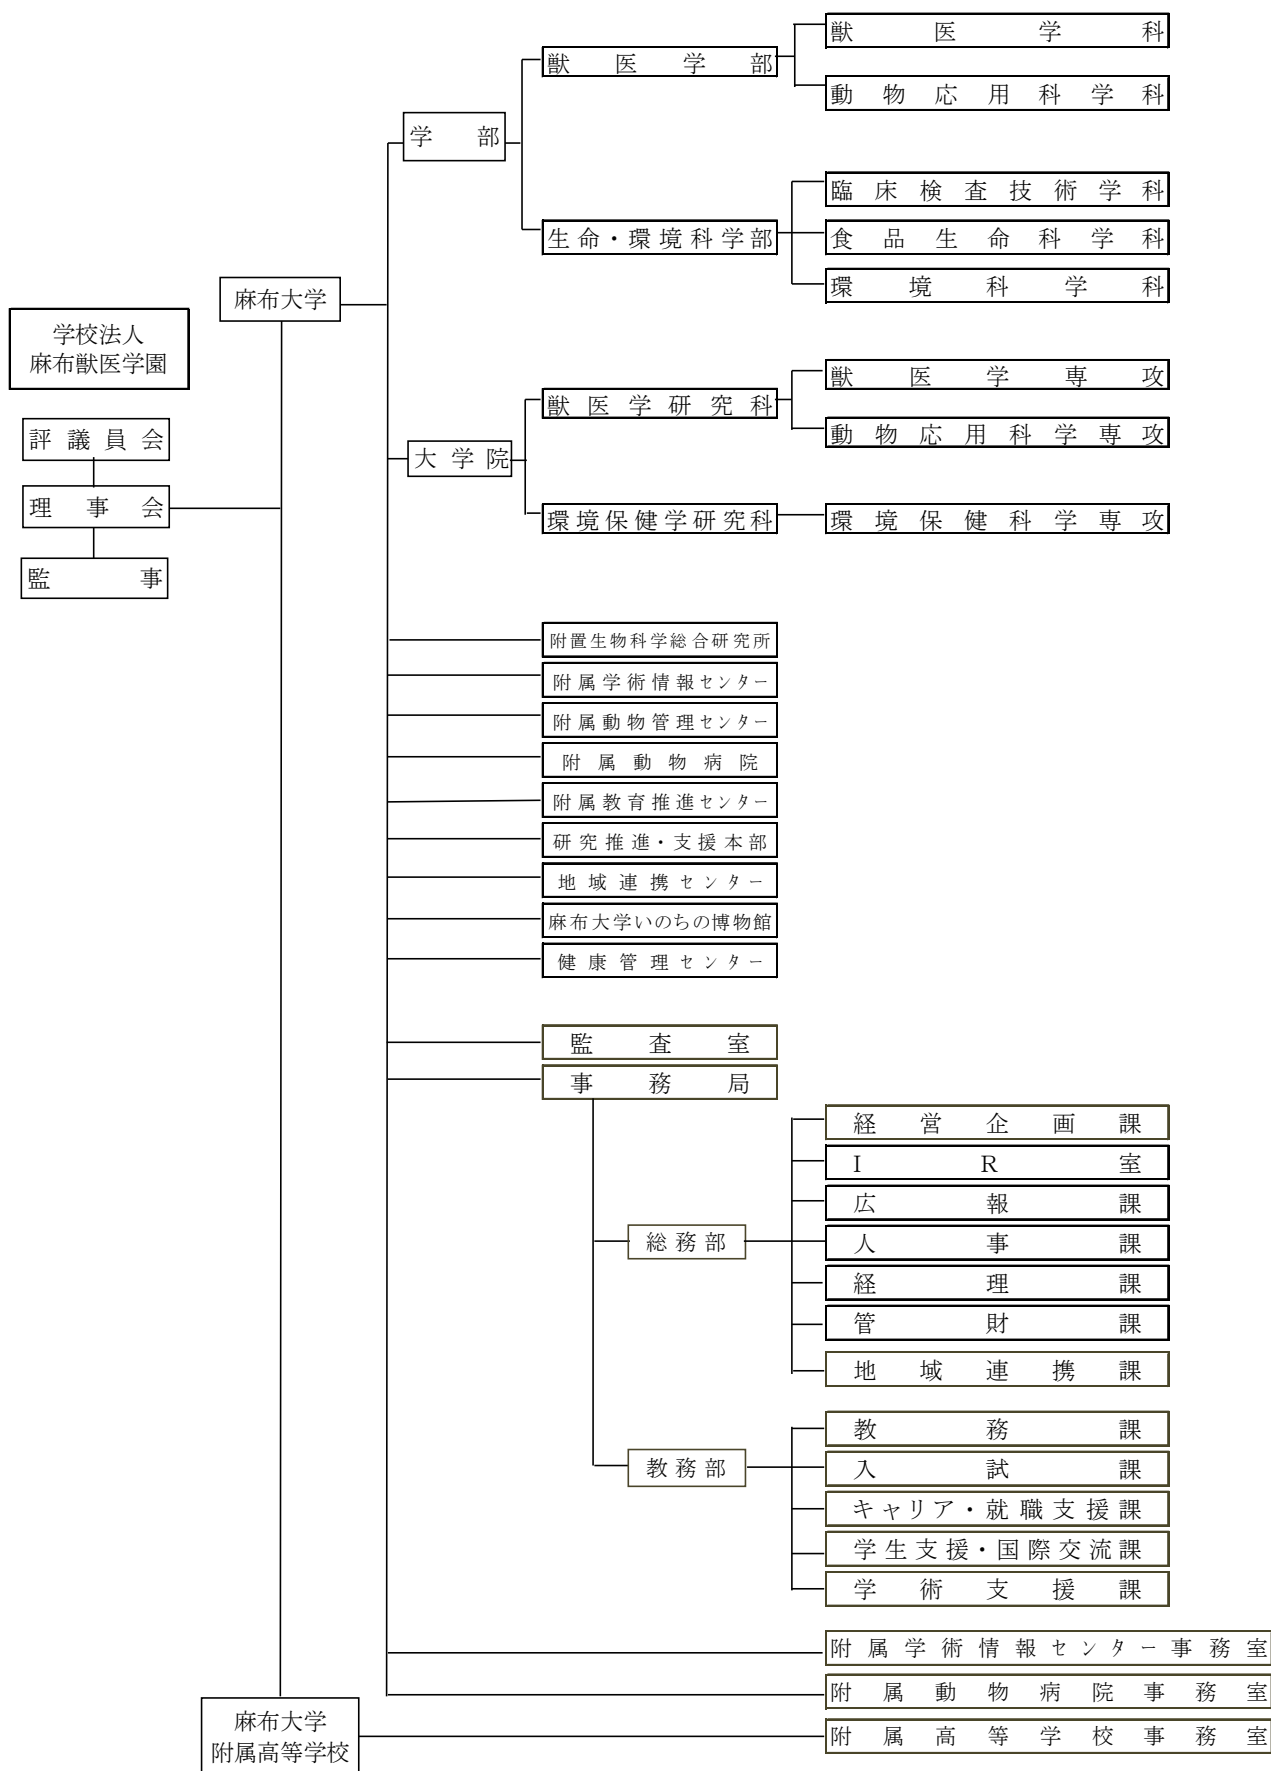 学校法人
麻布獣医学園
評議員会
理事会
監事
麻布大学
学部
獣医学部
獣医学科
動物応用科学科
生命・環境科学部
臨床検査技術学科
食品生命科学科
環境科学科
大学院
獣医学研究科
獣医学専攻
動物応用科学専攻
環境保健学研究科
環境保健科学専攻
附置生物科学総合研究所
附属学術情報センター
附属動物管理センター
附属動物病院
附属教育推進センター
研究推進・支援本部
地域連携センター
麻布大学いのちの博物館
健康管理センター
監査室
事務局
総務部
経営企画課
IR室
広報課
人事課
経理課
管財課
地域連携課
教務部
教務課
入試課
キャリア・就職支援課
学生支援・国際交流課
学術支援課
附属学術情報センター事務室
附属動物病院事務室
麻布大学
附属高等学校
附属高等学校事務室